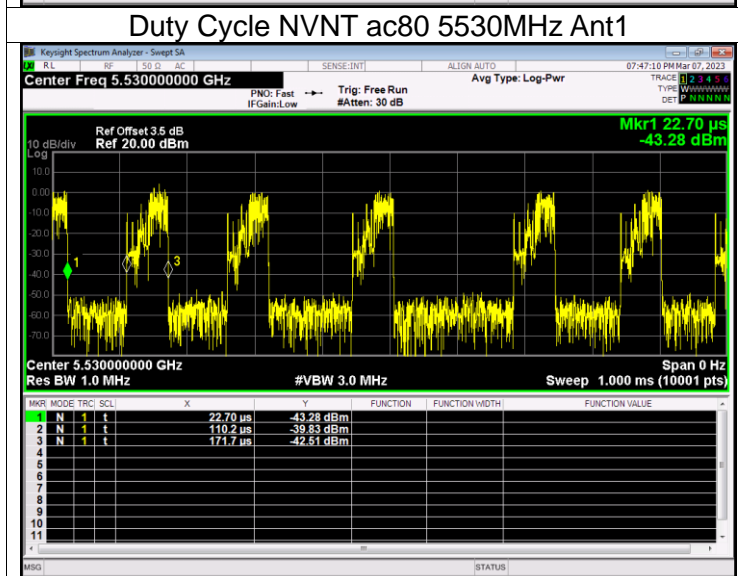 Duty Cycle NVNT ac80 5530MHz Ant1
Keysight Spectrum Analyzer - Swept SA
RL RF 50 Ω AC SENSE:INT ALIGN AUTO 07:47:10 PM Mar 07, 2023
Center Freq 5.530000000 GHz Avg Type: Log-Pwr TRACE 1 2 3 4 5 6
PNO: Fast Trig: Free Run TYPE W
IFGain:Low #Atten: 30 dB DET P N N N N N
Mkr1 22.70 µs
Ref Offset 3.5 dB
10 dB/div Ref 20.00 dBm -43.28 dBm
Log
10.0
0.00
-10.0
-20.0
-30.0
1 3
-40.0
-50.0
-60.0
-70.0
Center 5.530000000 GHz Span 0 Hz
Res BW 1.0 MHz #VBW 3.0 MHz Sweep 1.000 ms (10001 pts)
MKR MODE TRC SCL X Y FUNCTION FUNCTION WIDTH FUNCTION VALUE
1 N 1 t 22.70 µs -43.28 dBm
2 N 1 t 110.2 µs -39.83 dBm
3 N 1 t 171.7 µs -42.51 dBm
4
5
6
7
8
9
10
11
MSG STATUS